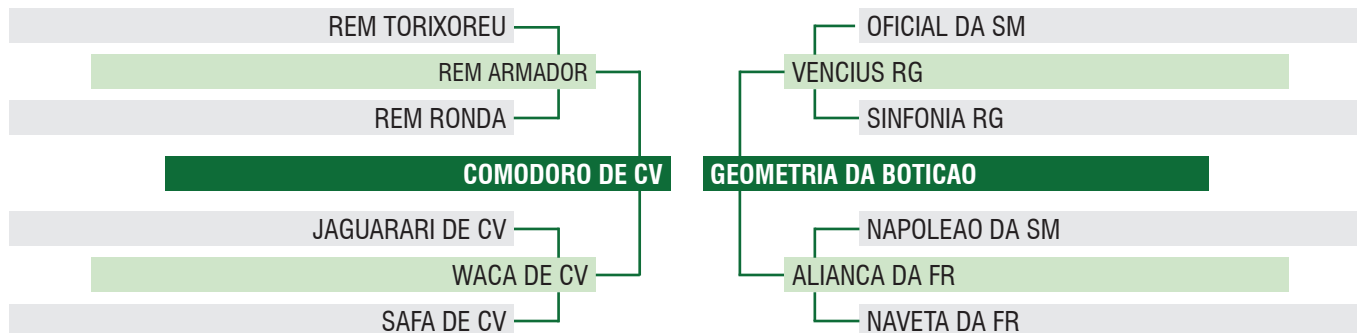 REM TORIXOREU
OFICIAL DA SM
REM ARMADOR
VENCIUS RG
REM RONDA
SINFONIA RG
COMODORO DE CV
GEOMETRIA DA BOTICAO
JAGUARARI DE CV
NAPOLEAO DA SM
WACA DE CV
ALIANCA DA FR
SAFA DE CV
NAVETA DA FR